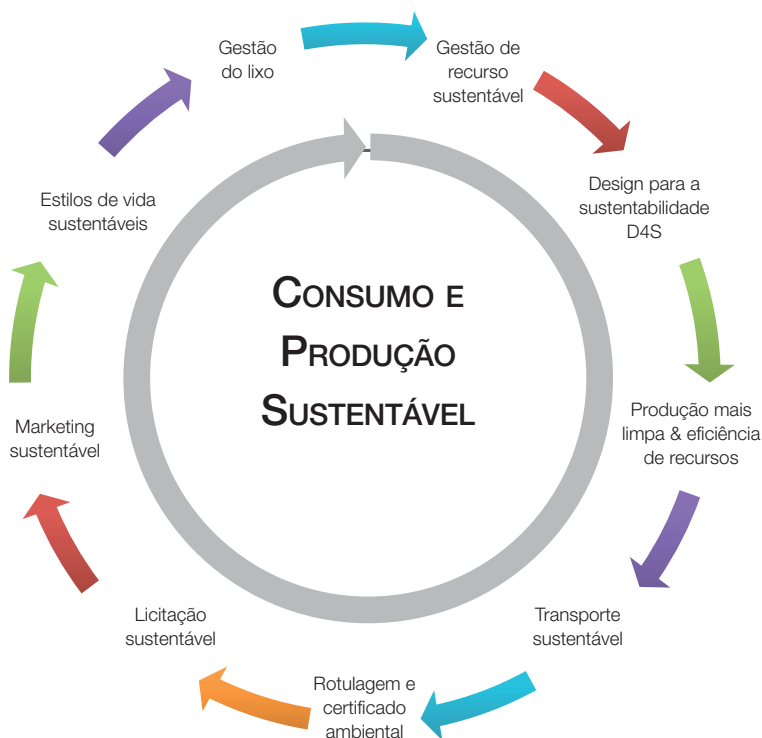 Gestão
do lixo
Gestão de
recurso
sustentável
Design para a
sustentabilidade
D4S
Produção mais
limpa & eficiência
de recursos
Transporte
sustentável
Rotulagem e
certificado
ambiental
Licitação
sustentável
Marketing
sustentável
Estilos de vida
sustentáveis
CONSUMO E
PRODUÇÃO
SUSTENTÁVEL